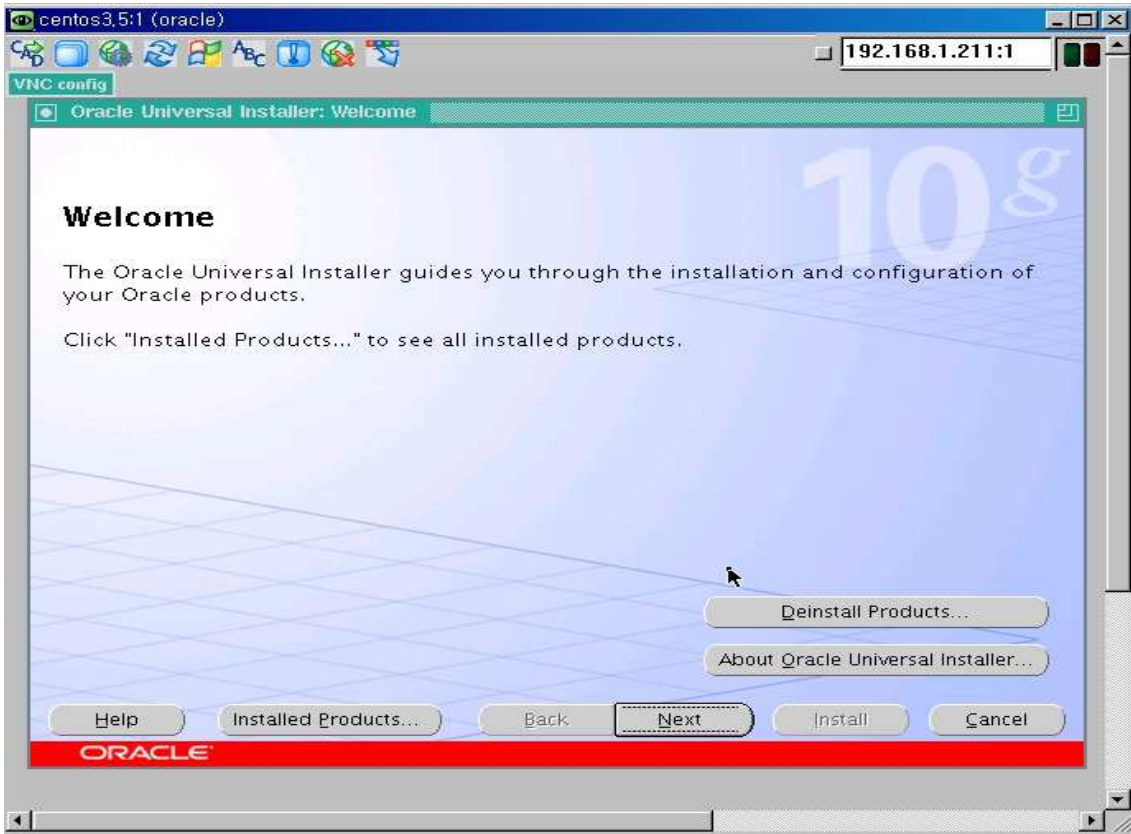 centos3,5:1 (oracle)
192.168.1.211:1
VNC config
Oracle Universal Installer: Welcome
10g
Welcome
The Oracle Universal Installer guides you through the installation and configuration of
your Oracle products.
Click "Installed Products..." to see all installed products.
Deinstall Products...
About Oracle Universal Installer...
Help Installed Products... Back Next Install Cancel
ORACLE